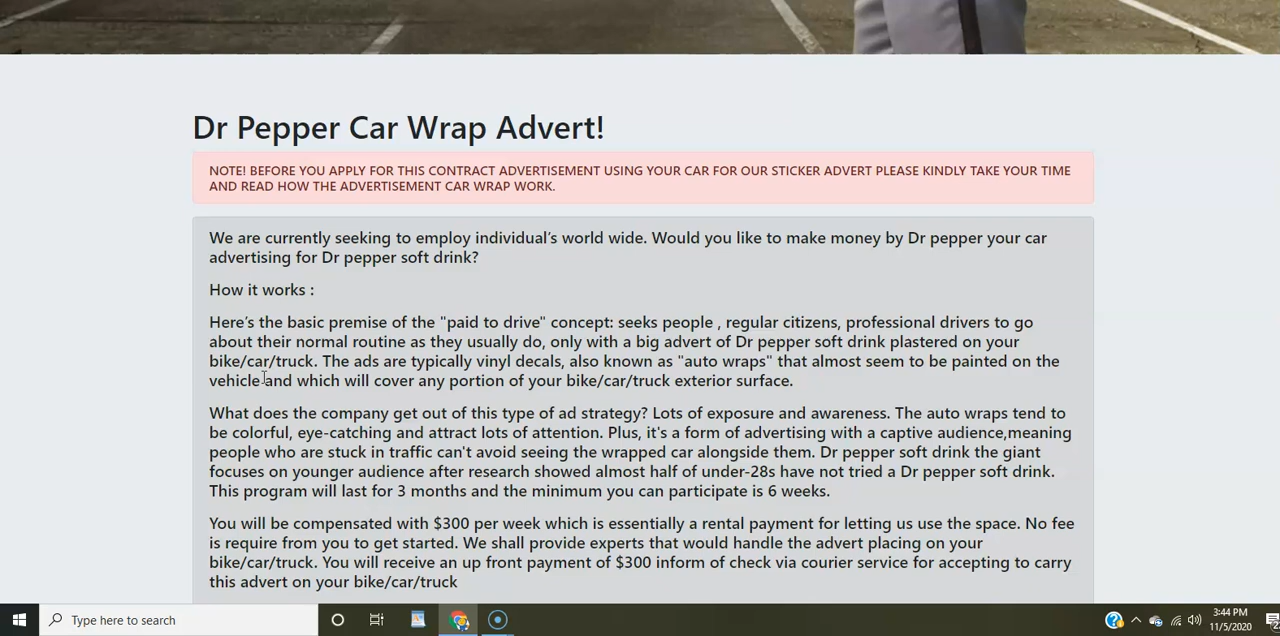 Dr Pepper Car Wrap Advert!
NOTE! BEFORE YOU APPLY FOR THIS CONTRACT ADVERTISEMENT USING YOUR CAR FOR OUR STICKER ADVERT PLEASE KINDLY TAKE YOUR TIME
AND READ HOW THE ADVERTISEMENT CAR WRAP WORK.
We are currently seeking to employ individual's world wide. Would you like to make money by Dr pepper your car
advertising for Dr pepper soft drink?
How it works :
Here's the basic premise of the "paid to drive" concept: seeks people , regular citizens, professional drivers to go
about their normal routine as they usually do, only with a big advert of Dr pepper soft drink plastered on your
bike/car/truck. The ads are typically vinyl decals, also known as "auto wraps" that almost seem to be painted on the
vehicle and which will cover any portion of your bike/car/truck exterior surface.
What does the company get out of this type of ad strategy? Lots of exposure and awareness. The auto wraps tend to
be colorful, eye-catching and attract lots of attention. Plus, it's a form of advertising with a captive audience,meaning
people who are stuck in traffic can't avoid seeing the wrapped car alongside them. Dr pepper soft drink the giant
focuses on younger audience after research showed almost half of under-28s have not tried a Dr pepper soft drink.
This program will last for 3 months and the minimum you can participate is 6 weeks.
You will be compensated with $300 per week which is essentially a rental payment for letting us use the space. No fee
is require from you to get started. We shall provide experts that would handle the advert placing on your
bike/car/truck. You will receive an up front payment of $300 inform of check via courier service for accepting to carry
this advert on your bike/car/truck
Type here to search
3:44 PM
11/5/2020